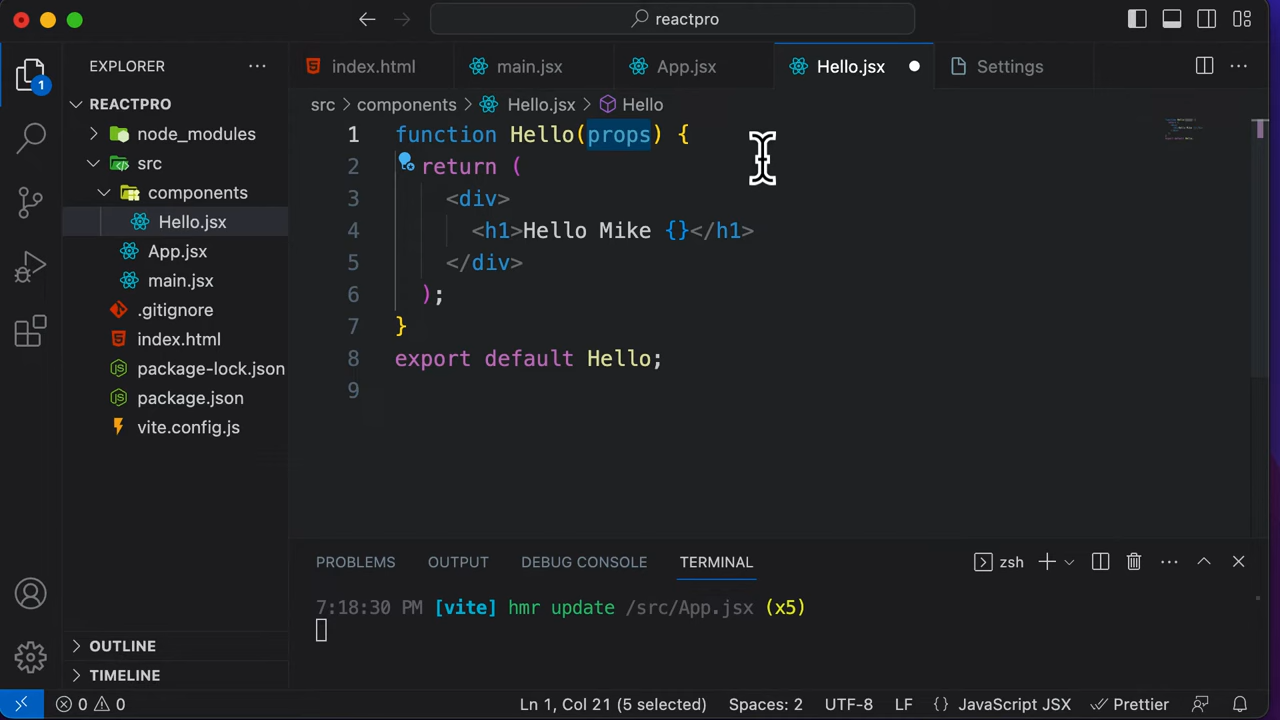 reactpro
EXPLORER
index.html
main.jsx
App.jsx
Hello.jsx
Settings
1
REACTPRO
node_modules
src
components
Hello.jsx
App.jsx
main.jsx
.gitignore
index.html
package-lock.json
package.json
vite.config.js
OUTLINE
TIMELINE
src > components > Hello.jsx > Hello
1 function Hello(props) {
2 return (
3 <div>
4 <h1>Hello Mike {}</h1>
5 </div>
6 );
7 }
8 export default Hello;
9
PROBLEMS OUTPUT DEBUG CONSOLE TERMINAL zsh
7:18:30 PM [vite] hmr update /src/App.jsx (x5)
0 0 Ln 1, Col 21 (5 selected) Spaces: 2 UTF-8 LF {} JavaScript JSX Prettier